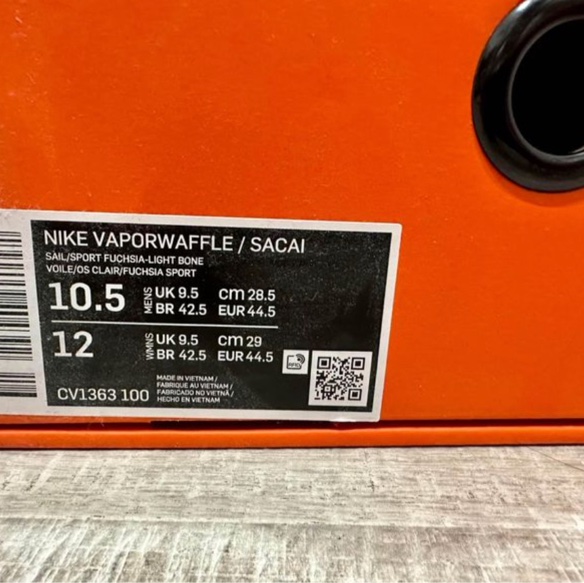 NIKE VAPORWAFFLE / SACAI
SAIL/SPORT FUCHSIA-LIGHT BONE
VOILE/OS CLAIR/FUCHSIA SPORT
10.5 MENS UK 9.5 cm 28.5
BR 42.5 EUR 44.5
12 WMNS UK 9.5 cm 29
BR 42.5 EUR 44.5
CV1363 100
MADE IN VIETNAM /
FABRIQUE AU VIETNAM /
FABRICADO NO VIETNÃ /
HECHO EN VIETNAM